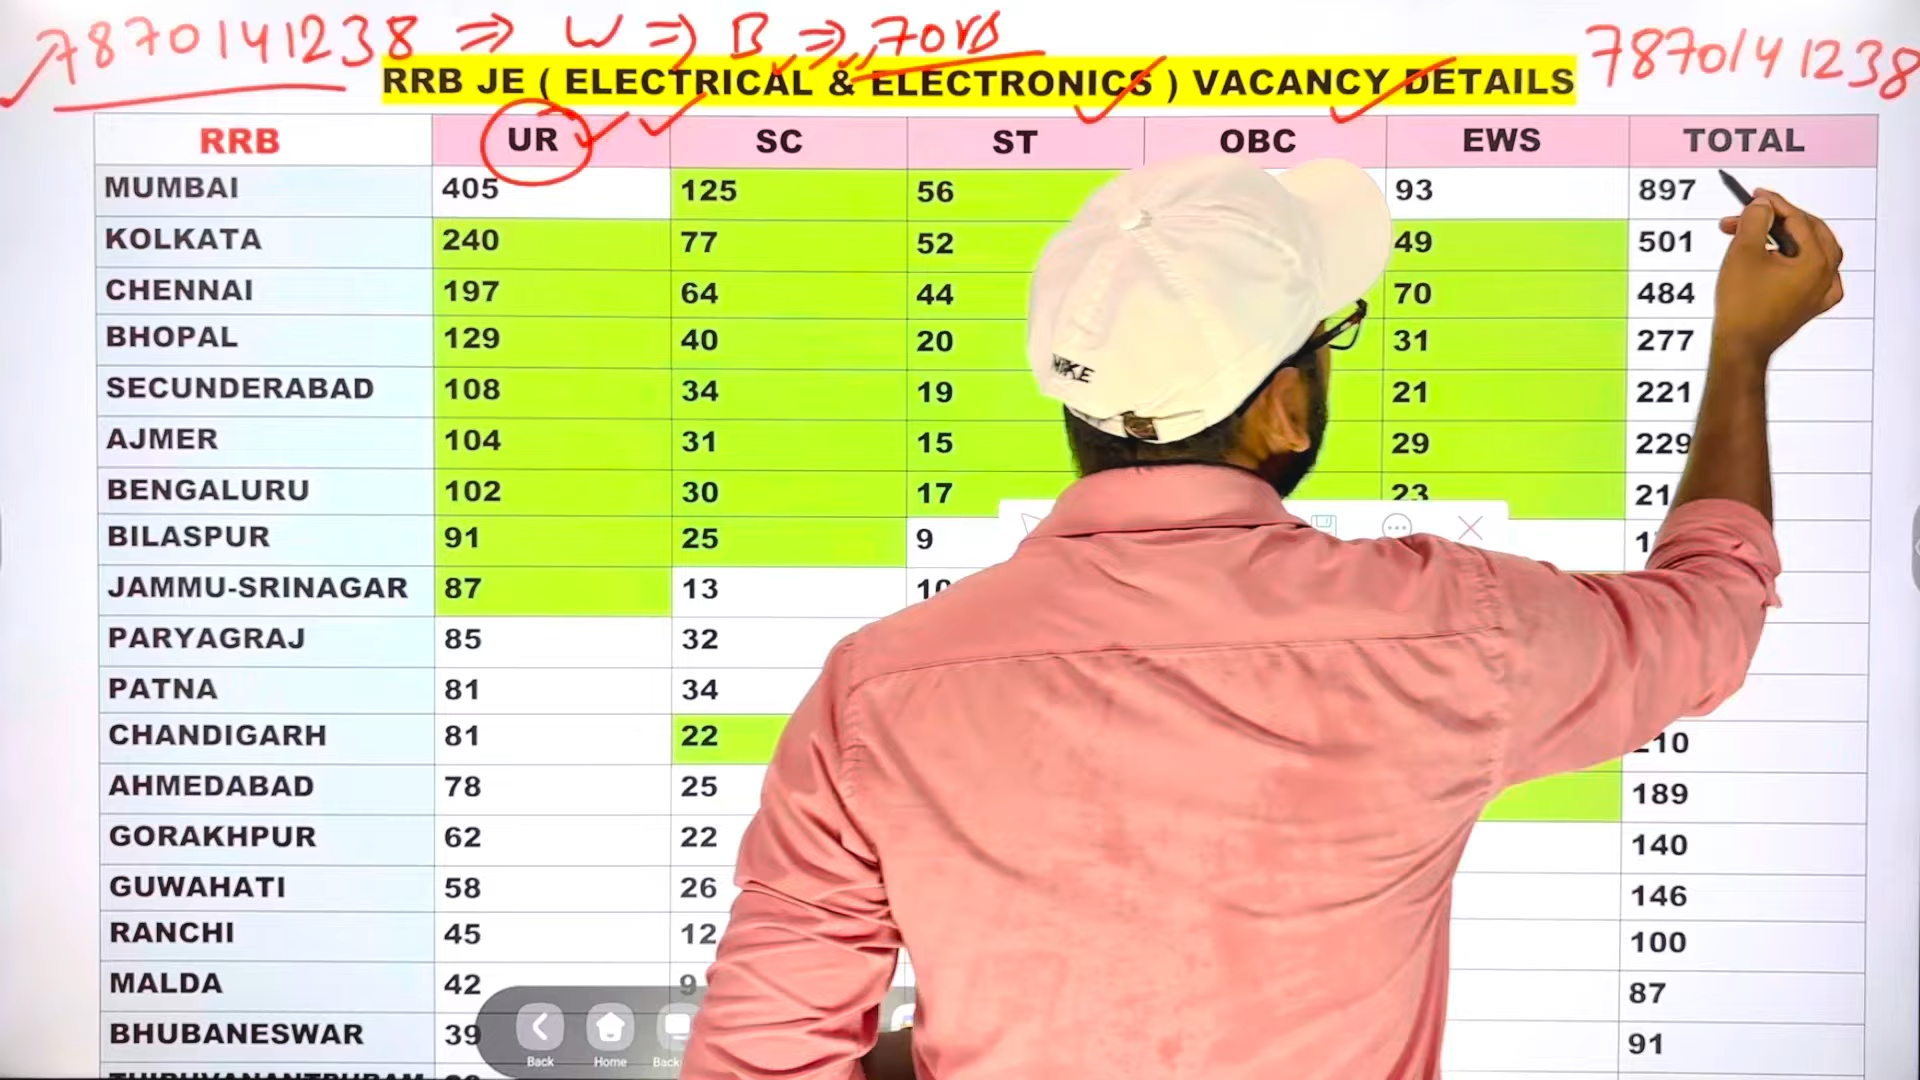 7870141238 ⇒ W ⇒ B ⇒ 70rs
7870141238
RRB JE ( ELECTRICAL & ELECTRONICS ) VACANCY DETAILS
RRB UR SC ST OBC EWS TOTAL
MUMBAI 405 125 56 93 897
KOLKATA 240 77 52 49 501
CHENNAI 197 64 44 70 484
BHOPAL 129 40 20 31 277
SECUNDERABAD 108 34 19 21 221
AJMER 104 31 15 29 229
BENGALURU 102 30 17 23
BILASPUR 91 25 9
JAMMU-SRINAGAR 87 13
PARYAGRAJ 85 32
PATNA 81 34
CHANDIGARH 81 22
AHMEDABAD 78 25 189
GORAKHPUR 62 22 140
GUWAHATI 58 26 146
RANCHI 45 12 100
MALDA 42 9 87
BHUBANESWAR 39 91
NIKE
Back Home